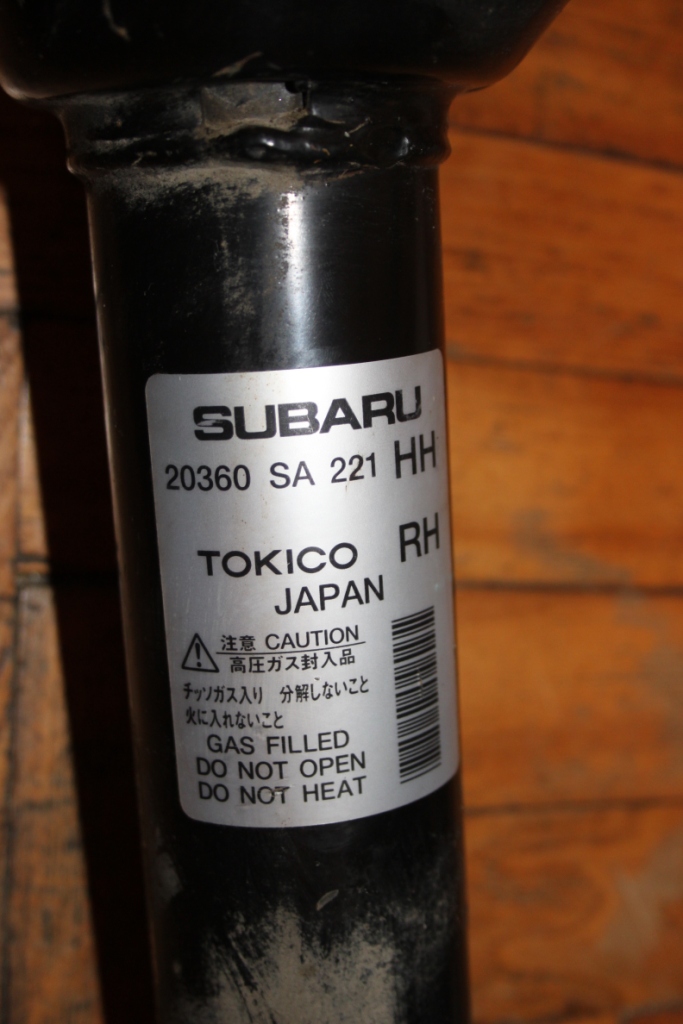 SUBARU
20360 SA 221 HH
RH
TOKICO
JAPAN
注意 CAUTION
高圧ガス封入品
チッソガス入り 分解しないこと
火に入れないこと
GAS FILLED
DO NOT OPEN
DO NOT HEAT